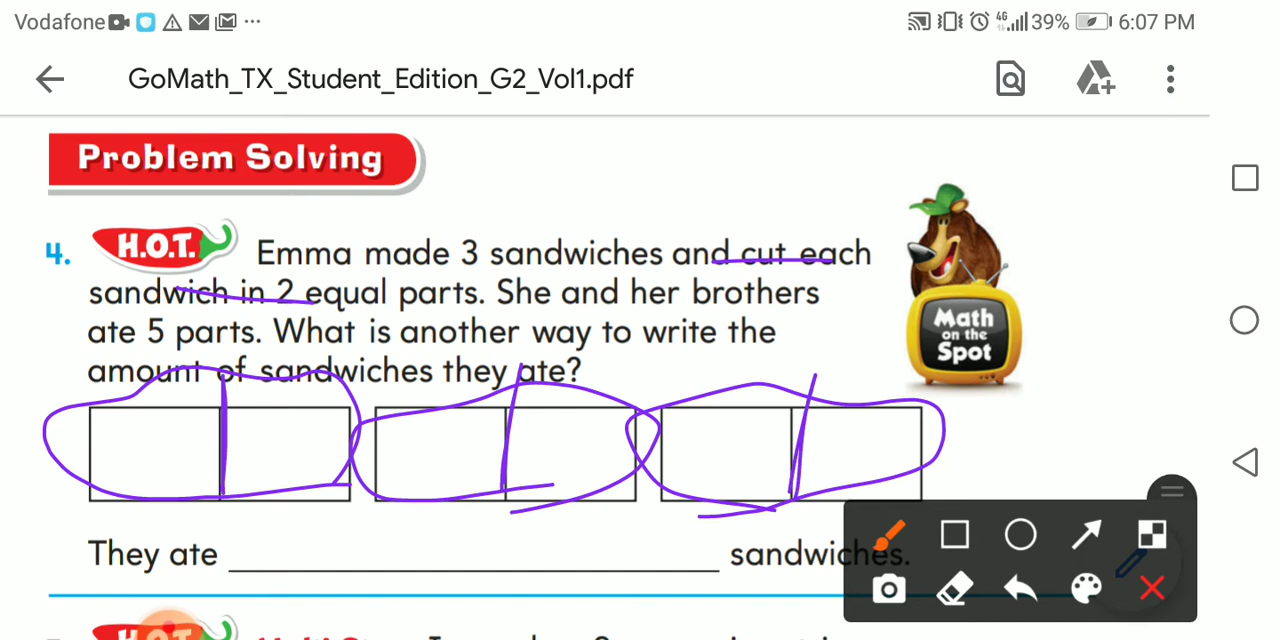 Vodafone
4G
39%
6:07 PM
GoMath_TX_Student_Edition_G2_Vol1.pdf
Problem Solving
4. H.O.T. Emma made 3 sandwiches and cut each
sandwich in 2 equal parts. She and her brothers
ate 5 parts. What is another way to write the
amount of sandwiches they ate?
Math
on the
Spot
They ate sandwiches.